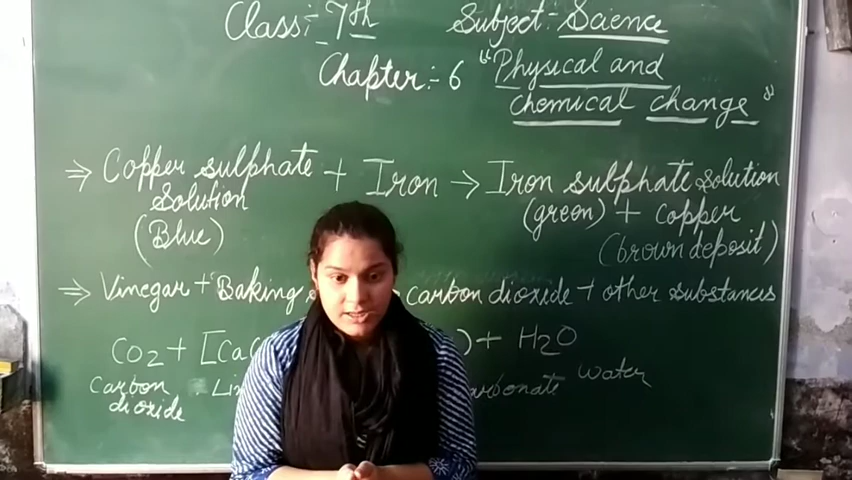 Class:- 7th Subject:- Science
Chapter:- 6 "Physical and
chemical change"
⇒ Copper sulphate + Iron → Iron sulphate solution
Solution (green) + copper
(Blue) (brown deposit)
⇒ Vinegar + Baking carbon dioxide + other substances
CO2 + [Ca( ) + H2O
Carbon water
dioxide